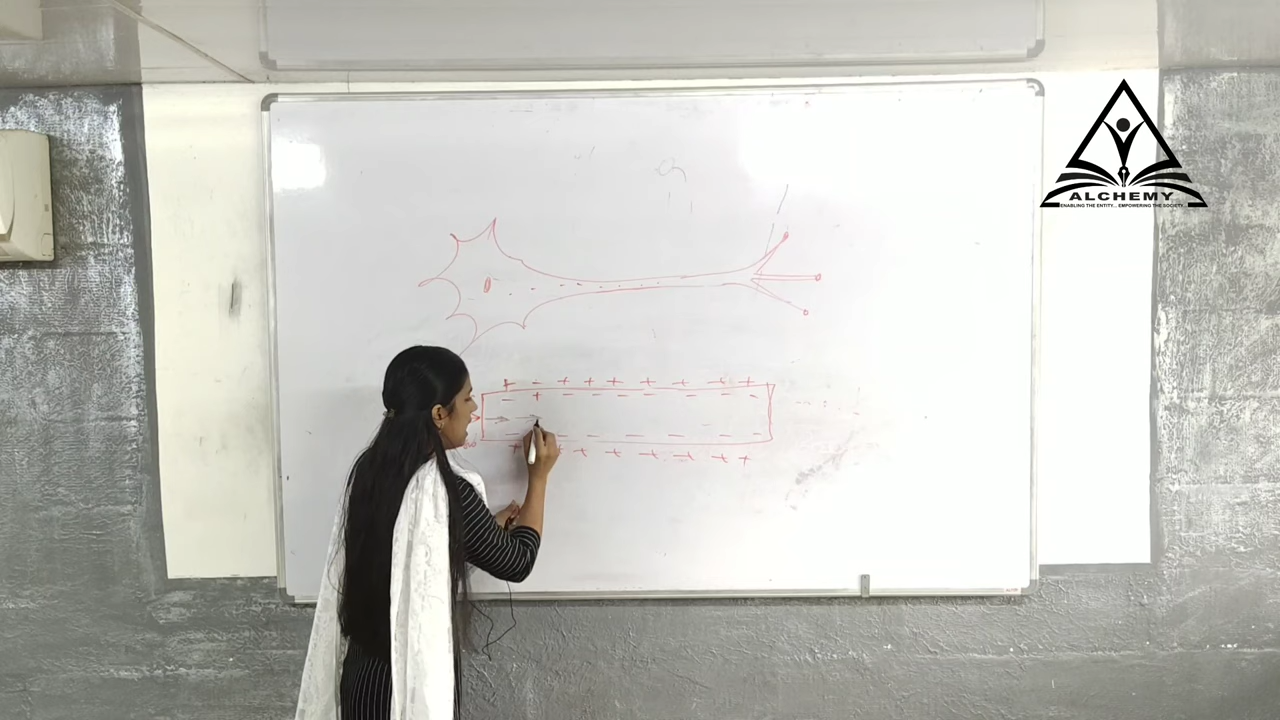 ALCHEMY
ENABLING THE ENTITY... EMPOWERING THE SOCIETY...
+ - + + + + + + +
- + - - - - - - -
- - - - -
+ + + + + + + +